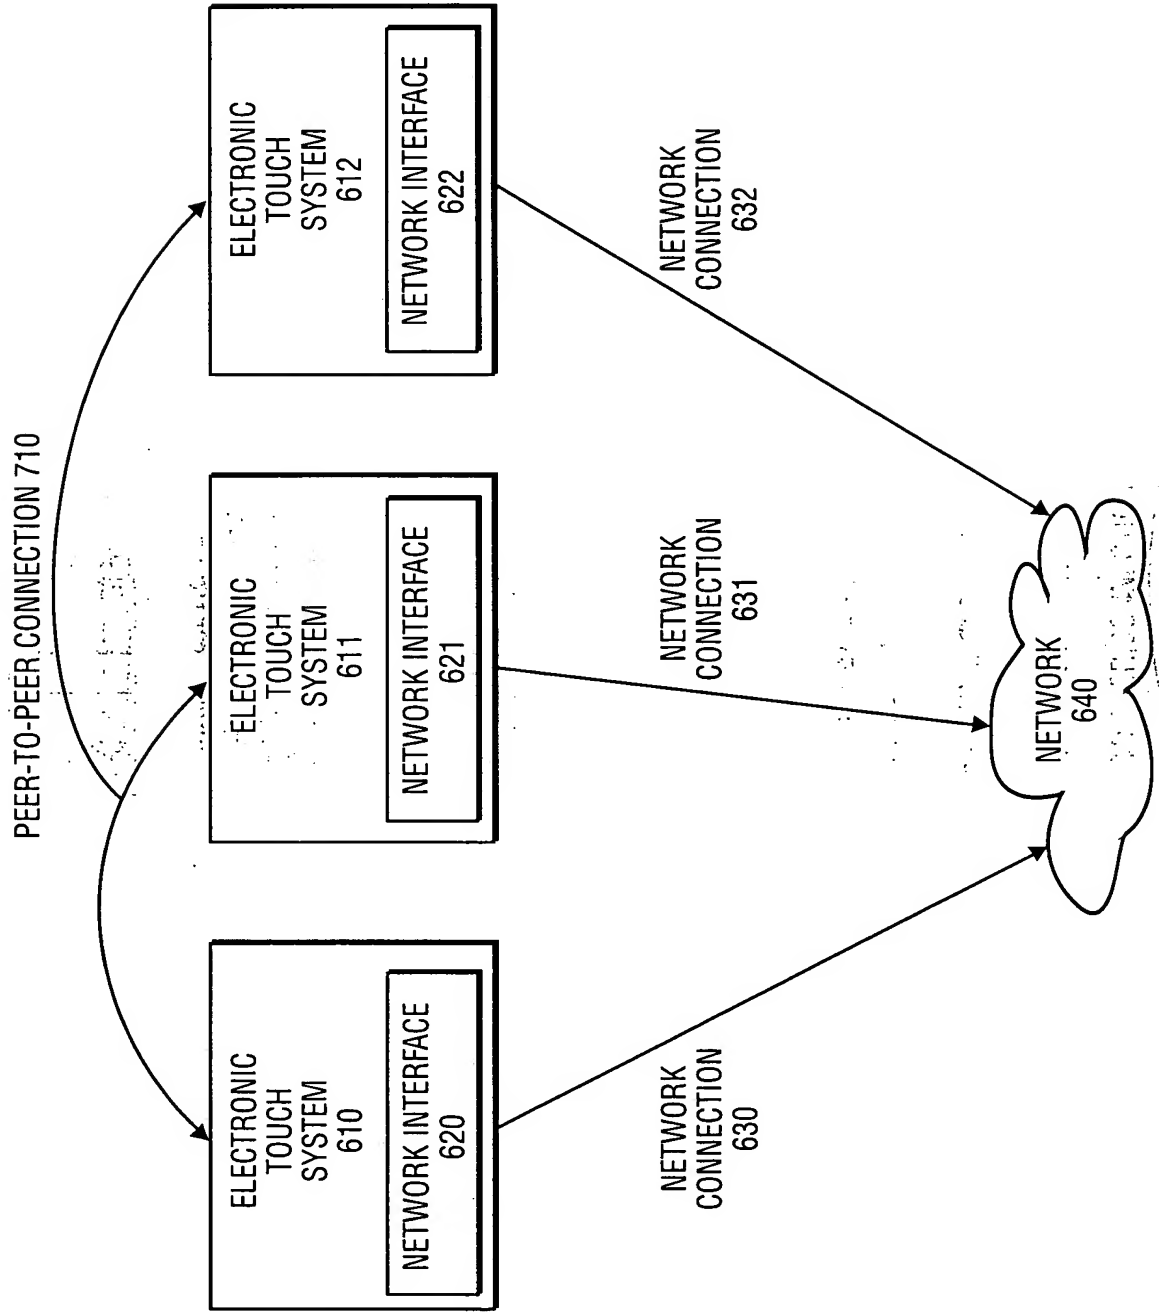 PEER-TO-PEER CONNECTION 710
ELECTRONIC
TOUCH
SYSTEM
610
NETWORK INTERFACE
620
ELECTRONIC
TOUCH
SYSTEM
611
NETWORK INTERFACE
621
ELECTRONIC
TOUCH
SYSTEM
612
NETWORK INTERFACE
622
NETWORK
CONNECTION
630
NETWORK
CONNECTION
631
NETWORK
CONNECTION
632
NETWORK
640